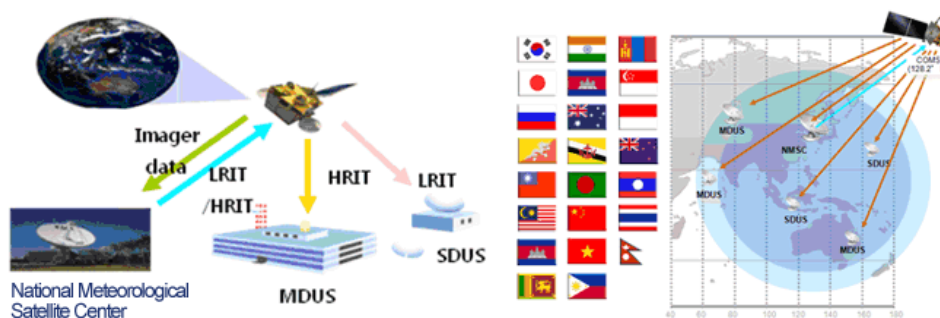 Imager
data
LRIT
/HRIT
HRIT
LRIT
SDUS
MDUS
National Meteorological
Satellite Center
COMS
(128.2°
MDUS
NMSC
SDUS
MDUS
SDUS
MDUS
40 60 80 100 120 140 160 180